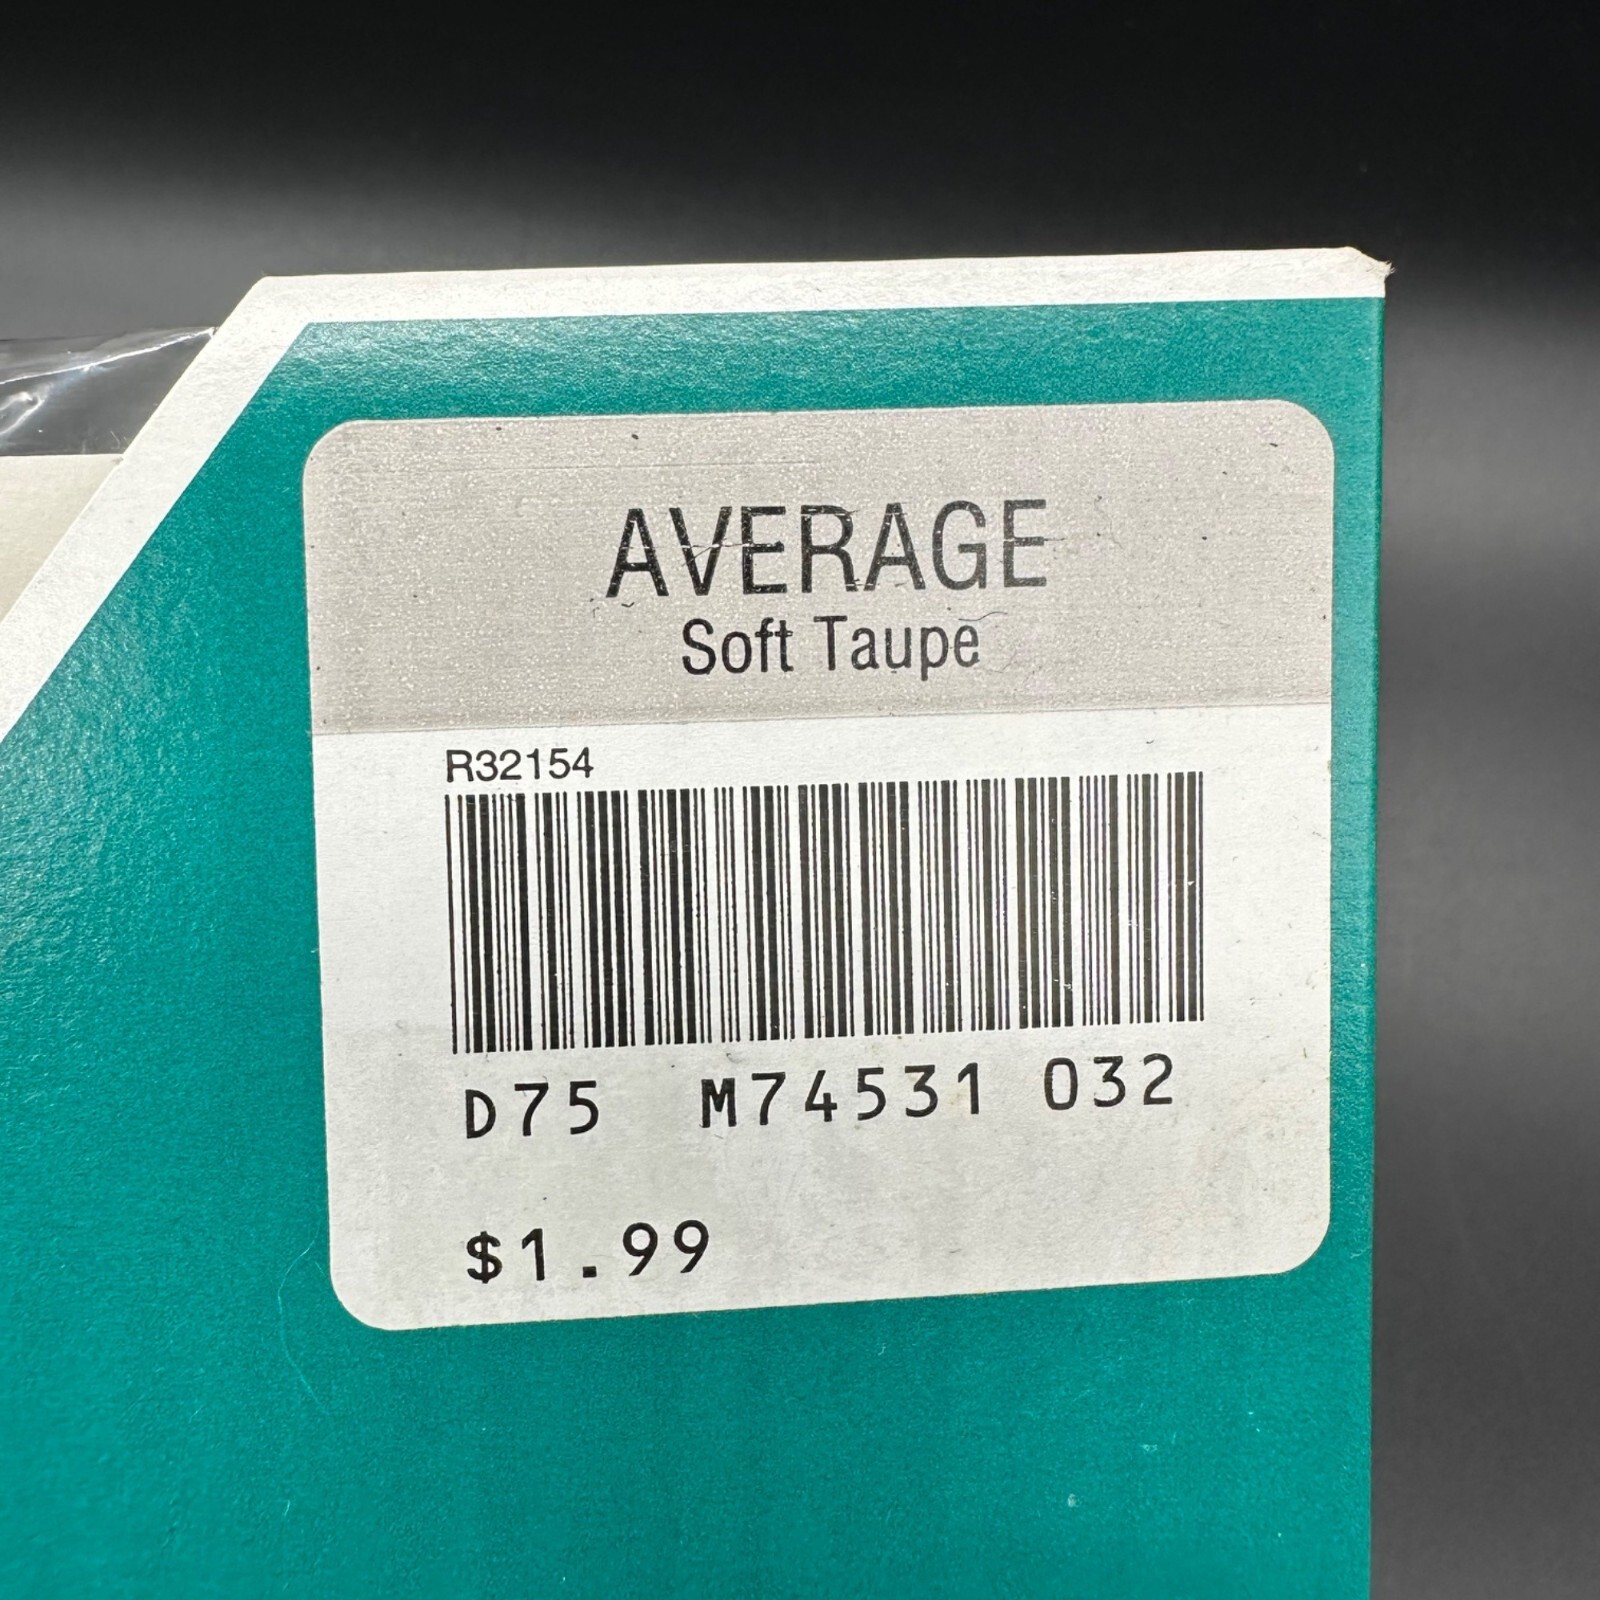 AVERAGE
Soft Taupe
R32154
D75 M74531 032
$1.99